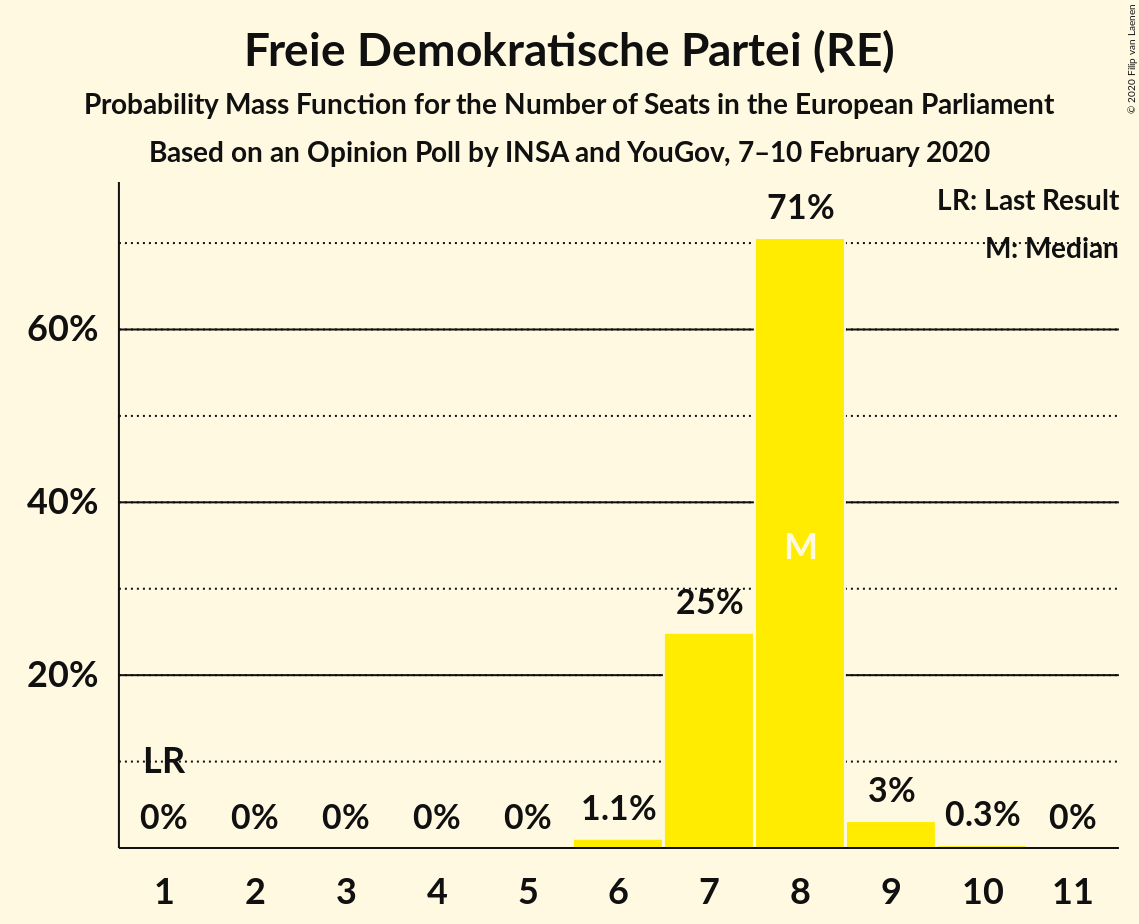 Freie Demokratische Partei (RE)
Probability Mass Function for the Number of Seats in the European Parliament
Based on an Opinion Poll by INSA and YouGov, 7–10 February 2020
© 2020 Filip van Laenen
LR: Last Result
M: Median
71%
60%
40%
20%
M
25%
LR
0%
0%
0%
0%
0%
1.1%
3%
0.3%
0%
1 2 3 4 5 6 7 8 9 10 11